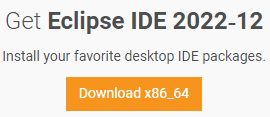 Get Eclipse IDE 2022‑12
Install your favorite desktop IDE packages.
Download x86_64